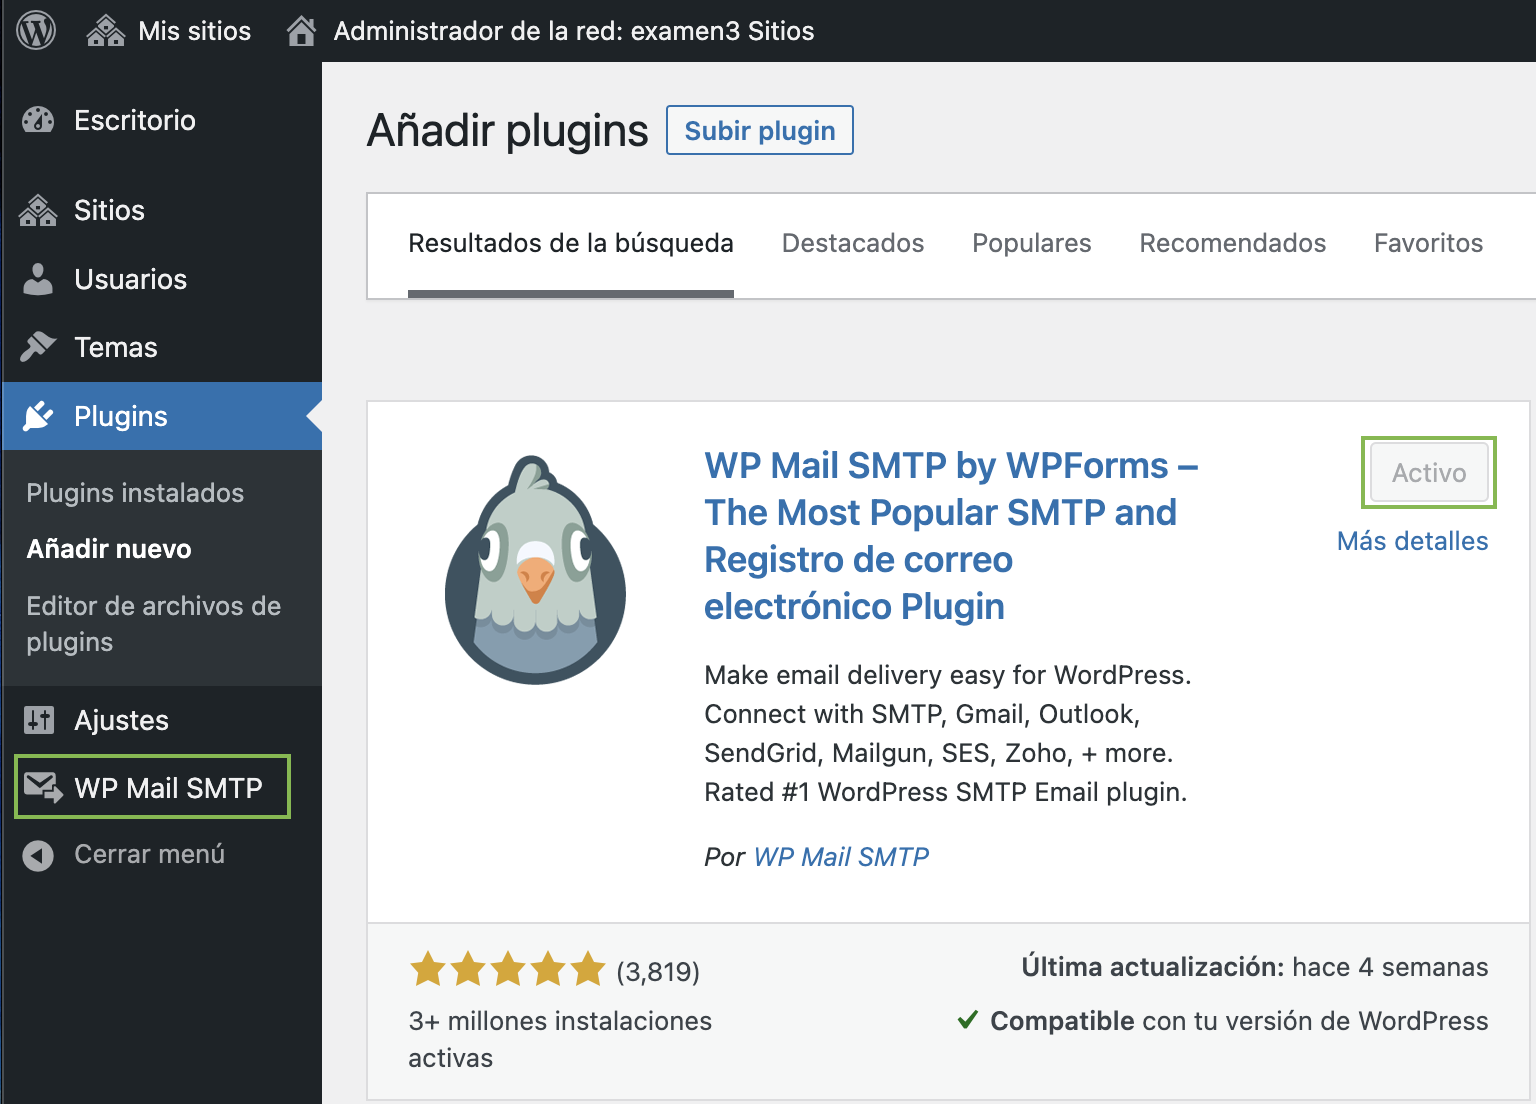 Mis sitios
Administrador de la red: examen3 Sitios
Escritorio
Sitios
Usuarios
Temas
Plugins
Plugins instalados
Añadir nuevo
Editor de archivos de
plugins
Ajustes
WP Mail SMTP
Cerrar menú
Añadir plugins
Subir plugin
Resultados de la búsqueda
Destacados
Populares
Recomendados
Favoritos
WP Mail SMTP by WPForms –
The Most Popular SMTP and
Registro de correo
electrónico Plugin
Activo
Más detalles
Make email delivery easy for WordPress.
Connect with SMTP, Gmail, Outlook,
SendGrid, Mailgun, SES, Zoho, + more.
Rated #1 WordPress SMTP Email plugin.
Por WP Mail SMTP
(3,819)
3+ millones instalaciones
activas
Última actualización: hace 4 semanas
Compatible con tu versión de WordPress